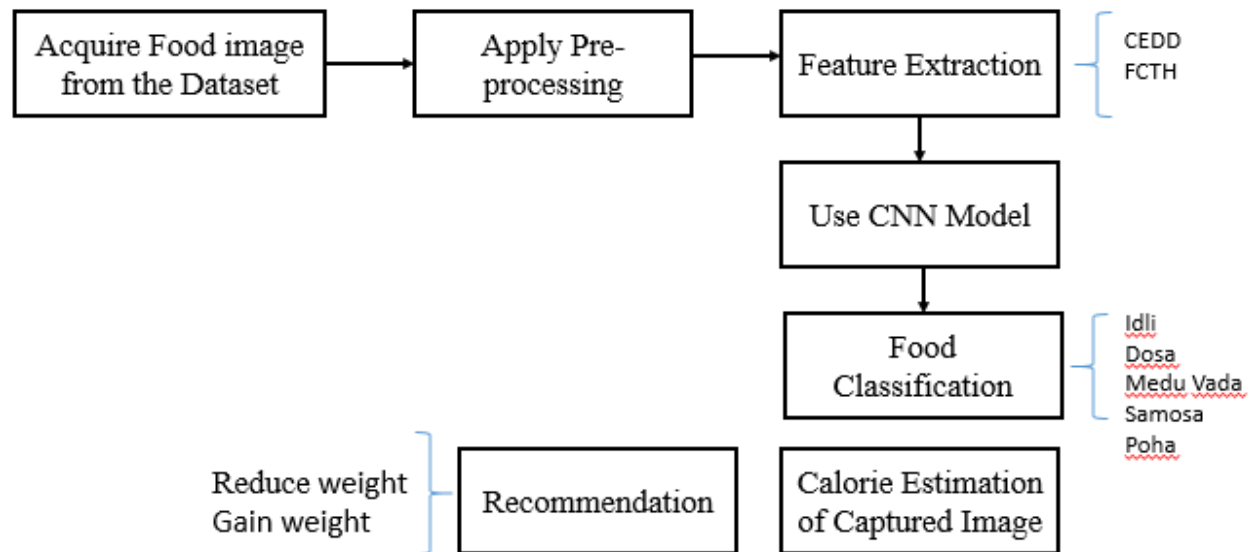 Acquire Food image
from the Dataset
Apply Pre-
processing
Feature Extraction
CEDD
FCTH
Use CNN Model
Food
Classification
Idli
Dosa
Medu Vada
Samosa
Poha
Calorie Estimation
of Captured Image
Recommendation
Reduce weight
Gain weight